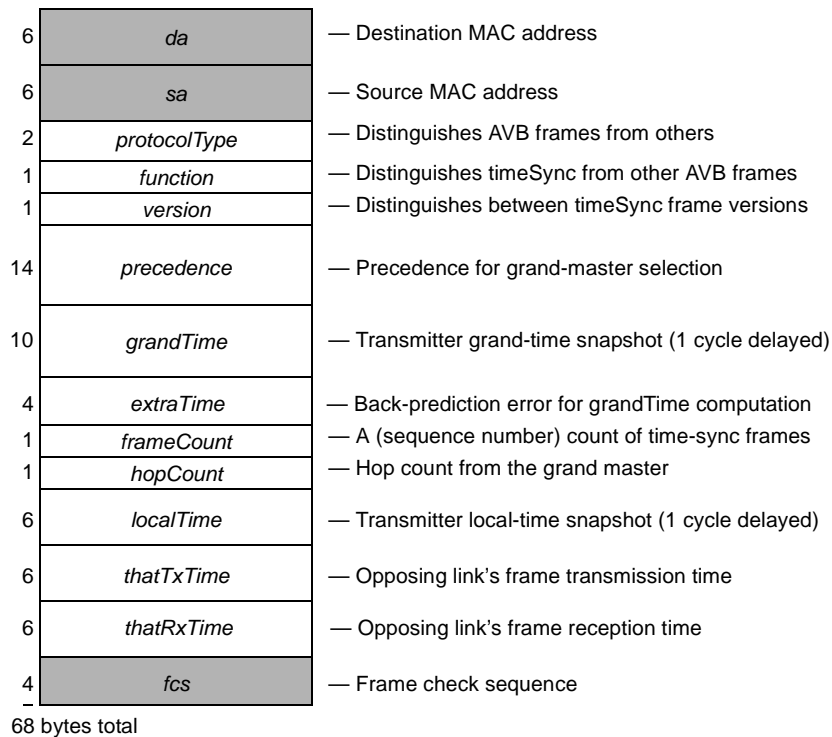 6 da — Destination MAC address
6 sa — Source MAC address
2 protocolType — Distinguishes AVB frames from others
1 function — Distinguishes timeSync from other AVB frames
1 version — Distinguishes between timeSync frame versions
14 precedence — Precedence for grand-master selection
10 grandTime — Transmitter grand-time snapshot (1 cycle delayed)
4 extraTime — Back-prediction error for grandTime computation
1 frameCount — A (sequence number) count of time-sync frames
1 hopCount — Hop count from the grand master
6 localTime — Transmitter local-time snapshot (1 cycle delayed)
6 thatTxTime — Opposing link's frame transmission time
6 thatRxTime — Opposing link's frame reception time
4 fcs — Frame check sequence
68 bytes total